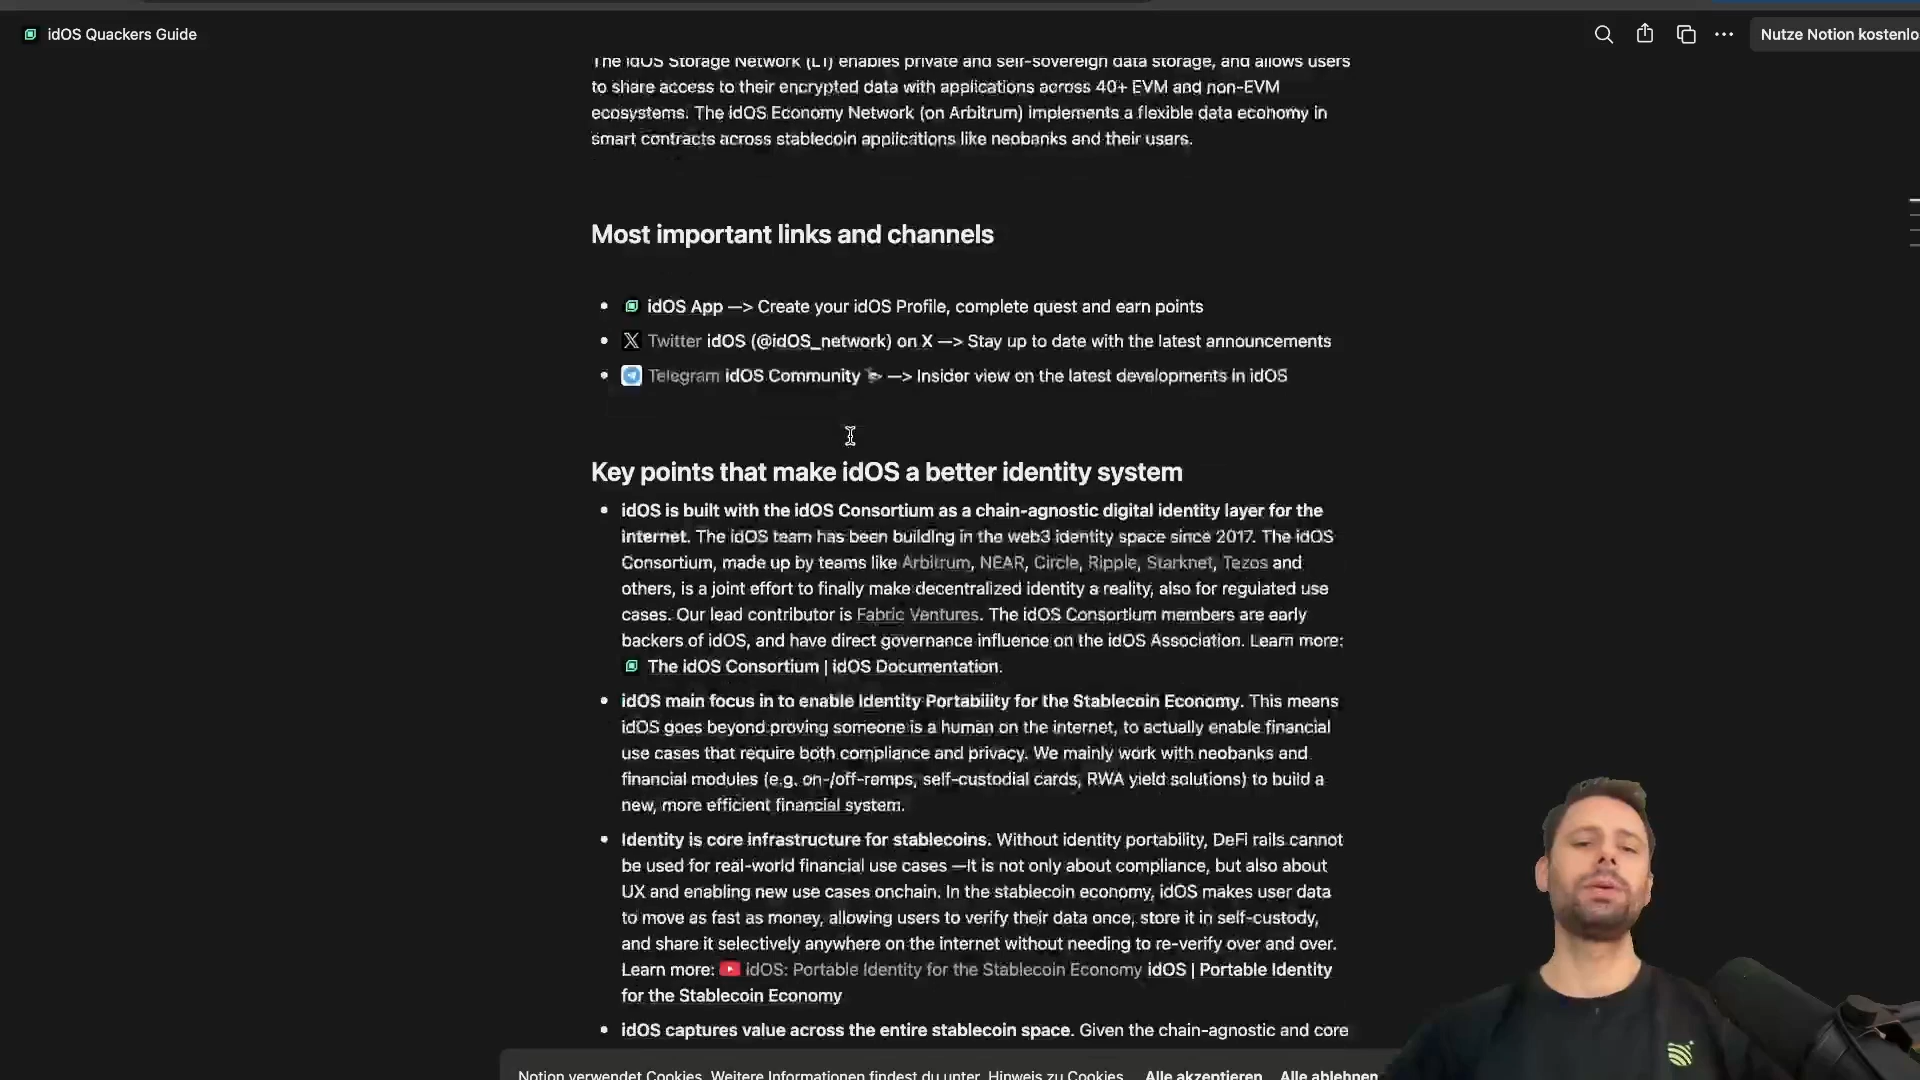 idOS Quackers Guide
Nutze Notion kostenlo
The idOS Storage Network (L1) enables private and self-sovereign data storage, and allows users
to share access to their encrypted data with applications across 40+ EVM and non-EVM
ecosystems. The idOS Economy Network (on Arbitrum) implements a flexible data economy in
smart contracts across stablecoin applications like neobanks and their users.
Most important links and channels
idOS App —> Create your idOS Profile, complete quest and earn points
Twitter idOS (@idOS_network) on X —> Stay up to date with the latest announcements
Telegram idOS Community —> Insider view on the latest developments in idOS
Key points that make idOS a better identity system
idOS is built with the idOS Consortium as a chain-agnostic digital identity layer for the
internet. The idOS team has been building in the web3 identity space since 2017. The idOS
Consortium, made up by teams like Arbitrum, NEAR, Circle, Ripple, Starknet, Tezos and
others, is a joint effort to finally make decentralized identity a reality, also for regulated use
cases. Our lead contributor is Fabric Ventures. The idOS Consortium members are early
backers of idOS, and have direct governance influence on the idOS Association. Learn more:
The idOS Consortium | idOS Documentation.
idOS main focus in to enable Identity Portability for the Stablecoin Economy. This means
idOS goes beyond proving someone is a human on the internet, to actually enable financial
use cases that require both compliance and privacy. We mainly work with neobanks and
financial modules (e.g. on-/off-ramps, self-custodial cards, RWA yield solutions) to build a
new, more efficient financial system.
Identity is core infrastructure for stablecoins. Without identity portability, DeFi rails cannot
be used for real-world financial use cases —It is not only about compliance, but also about
UX and enabling new use cases onchain. In the stablecoin economy, idOS makes user data
to move as fast as money, allowing users to verify their data once, store it in self-custody,
and share it selectively anywhere on the internet without needing to re-verify over and over.
Learn more: idOS: Portable Identity for the Stablecoin Economy idOS | Portable Identity
for the Stablecoin Economy
idOS captures value across the entire stablecoin space. Given the chain-agnostic and core
Notion verwendet Cookies. Weitere Informationen findest du unter. Hinweis zu Cookies Alle akzeptieren Alle ablehnen